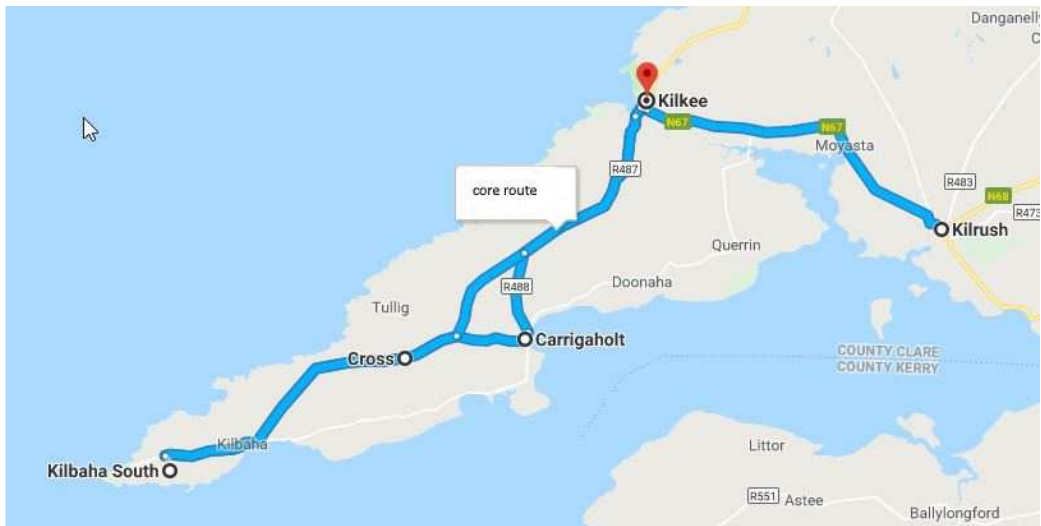 Danganelly
C
Kilkee
N67
N67
Moyasta
R487
R483
N68
R473
core route
Kilrush
Querrin
R488
Doonaha
Tullig
Carrigaholt
Cross
COUNTY CLARE
COUNTY KERRY
Kilbaha
Littor
Kilbaha South
R551
Astee
Ballylongford